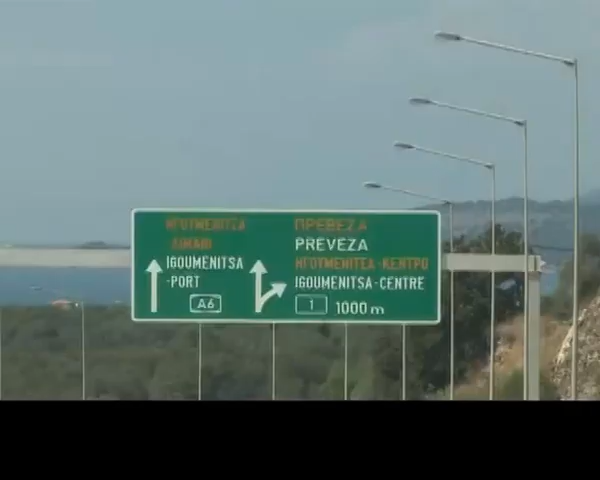 ΗΓΟΥΜΕΝΙΤΣΑ
ΛΙΜΑΝΙ
IGOUMENITSA
-PORT
A6
ΠΡΕΒΕΖΑ
PREVEZA
ΗΓΟΥΜΕΝΙΤΣΑ-ΚΕΝΤΡΟ
IGOUMENITSA-CENTRE
1 1000 m